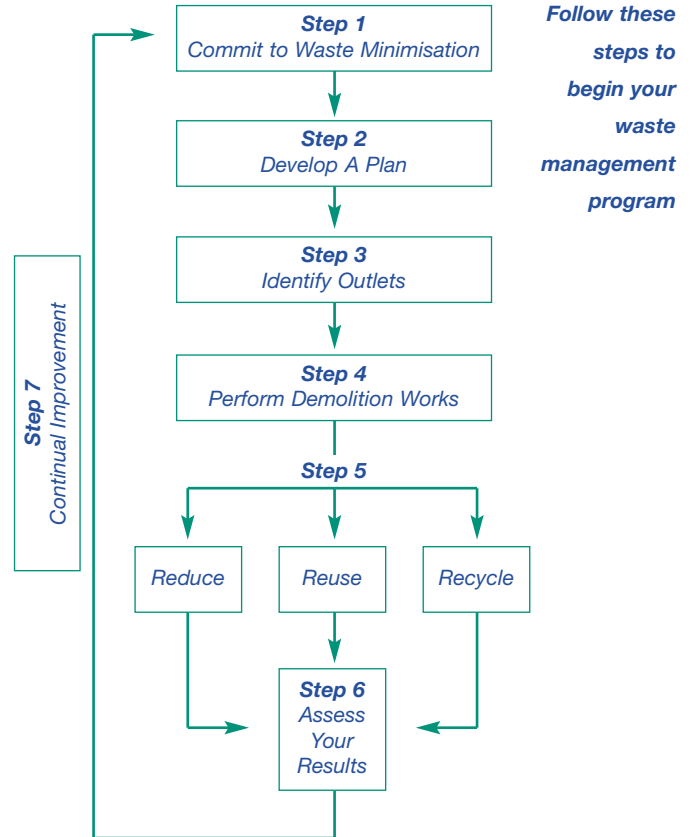 Step 1
Commit to Waste Minimisation
Follow these
steps to
begin your
waste
management
program
Step 2
Develop A Plan
Step 3
Identify Outlets
Step 4
Perform Demolition Works
Step 5
Reduce
Reuse
Recycle
Step 6
Assess
Your
Results
Step 7
Continual Improvement